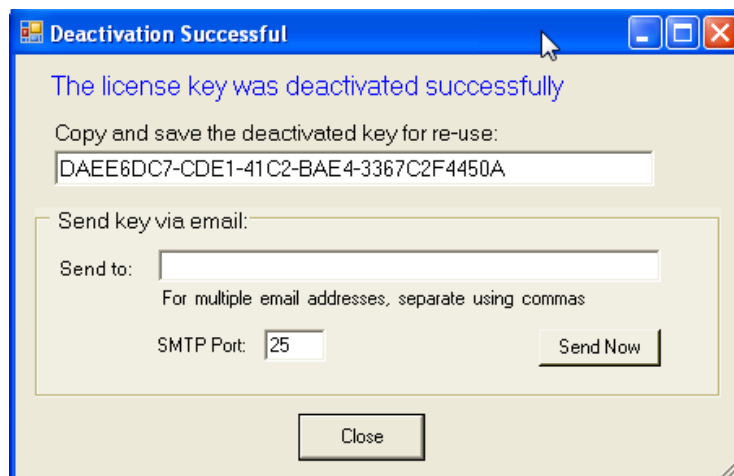 Deactivation Successful
The license key was deactivated successfully
Copy and save the deactivated key for re-use:
DAEE6DC7-CDE1-41C2-BAE4-3367C2F4450A
Send key via email:
Send to:
For multiple email addresses, separate using commas
SMTP Port: 25 Send Now
Close